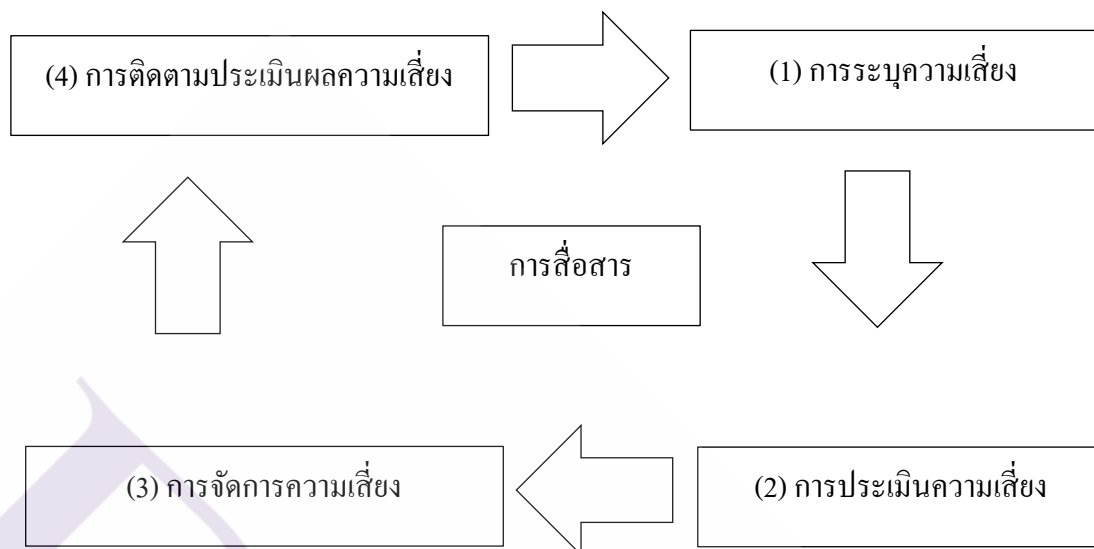 (4) การติดตามประเมินผลความเสี่ยง
(1) การระบุความเสี่ยง
การสื่อสาร
(3) การจัดการความเสี่ยง
(2) การประเมินความเสี่ยง